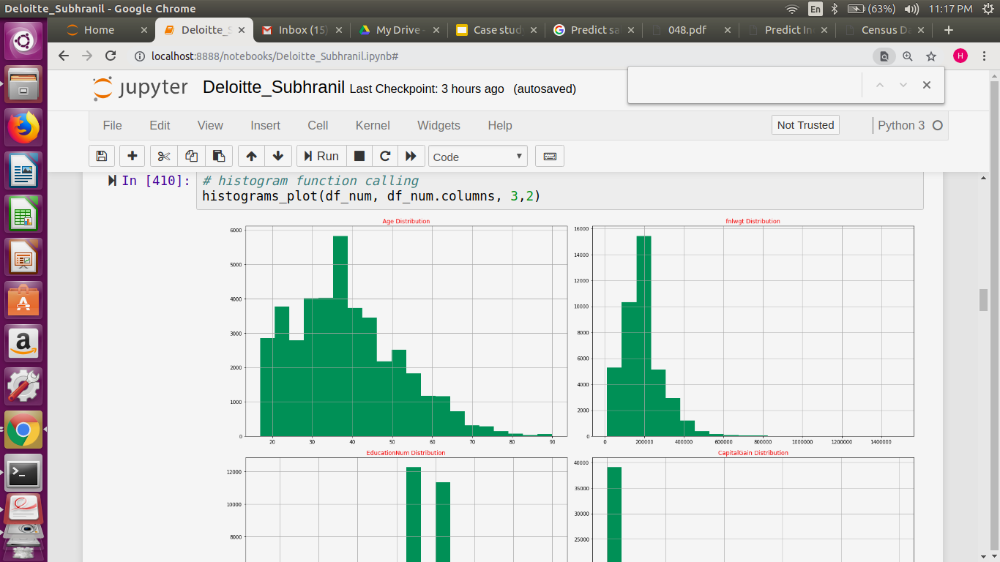 Deloitte_Subhranil - Google Chrome
En
(63%)
11:17 PM
Home
Deloitte_S
Inbox (15)
My Drive -
Case stud
Predict sa
048.pdf
Predict In
Census Da
localhost:8888/notebooks/Deloitte_Subhranil.ipynb#
H
jupyter
Deloitte_Subhranil Last Checkpoint: 3 hours ago (autosaved)
File Edit View Insert Cell Kernel Widgets Help
Not Trusted
Python 3
Run
Code
In [410]:
# histogram function calling
histograms_plot(df_num, df_num.columns, 3,2)
Age Distribution
6000
5000
4000
3000
2000
1000
0
20 30 40 50 60 70 80 90
fnlwgt Distribution
16000
14000
12000
10000
8000
6000
4000
2000
0
0 200000 400000 600000 800000 1000000 1200000 1400000
EducationNum Distribution
12000
10000
8000
CapitalGain Distribution
40000
35000
30000
25000